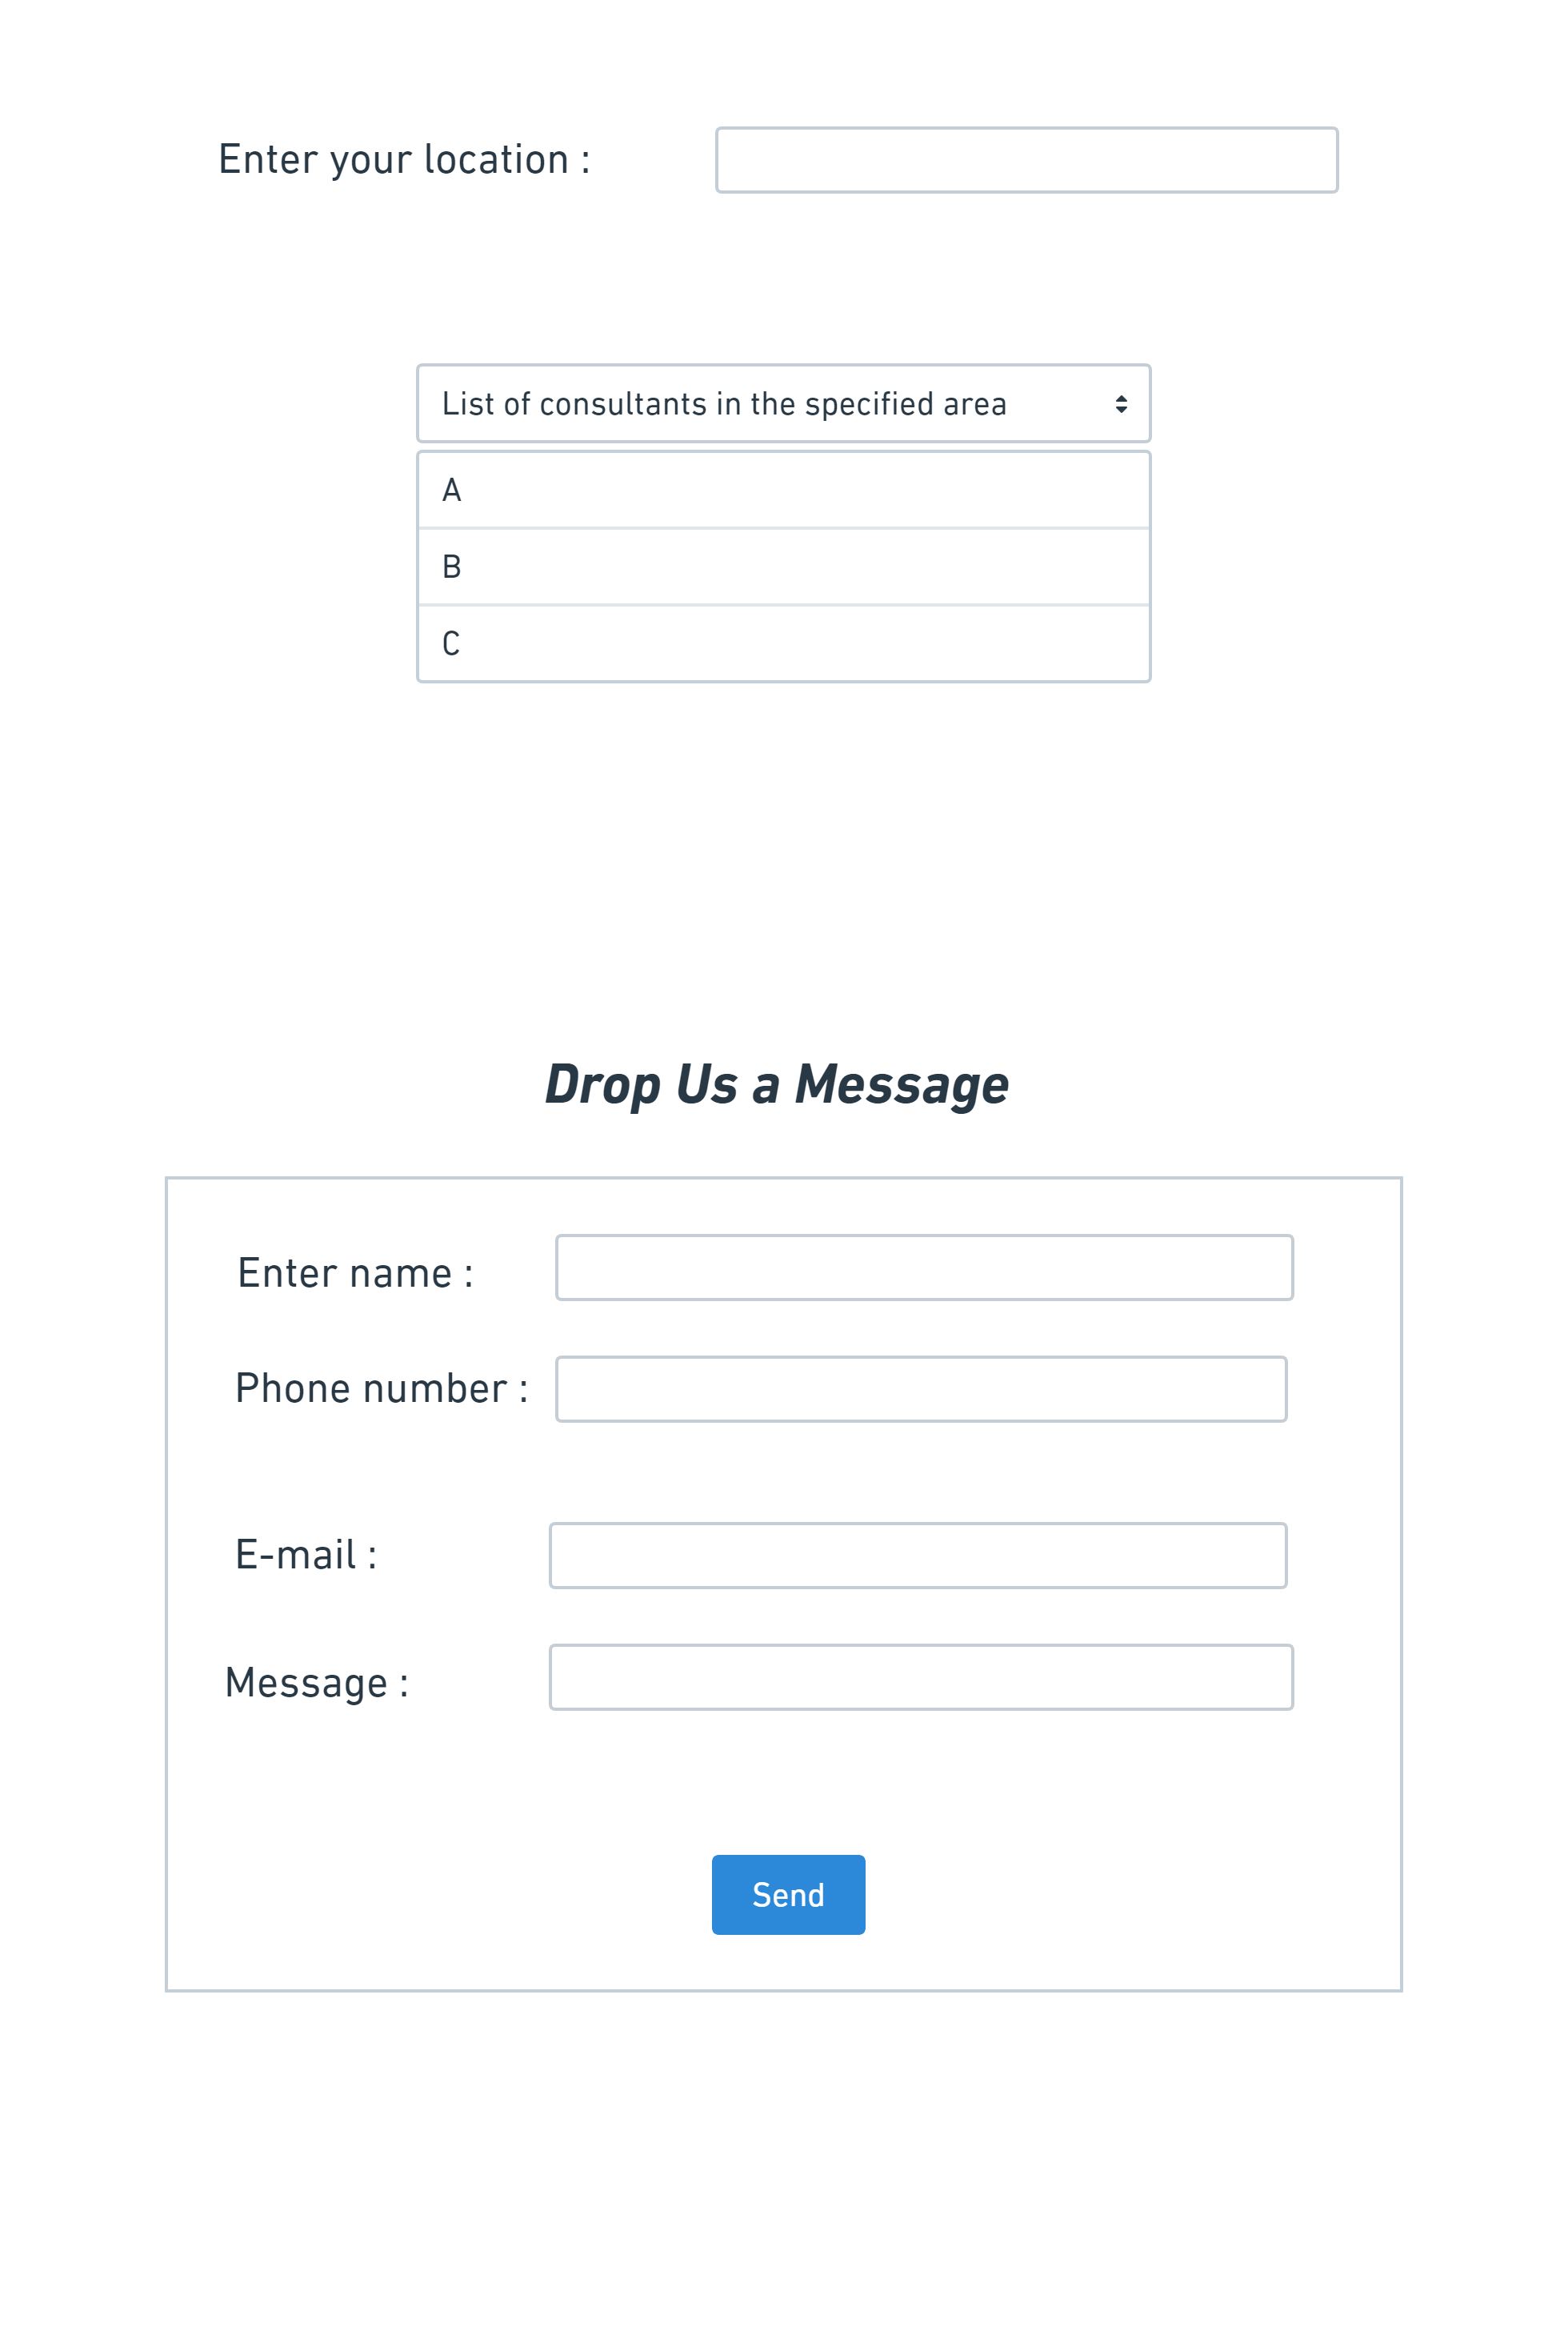 Enter your location :
List of consultants in the specified area
A
B
C
Drop Us a Message
Enter name :
Phone number :
E-mail :
Message :
Send